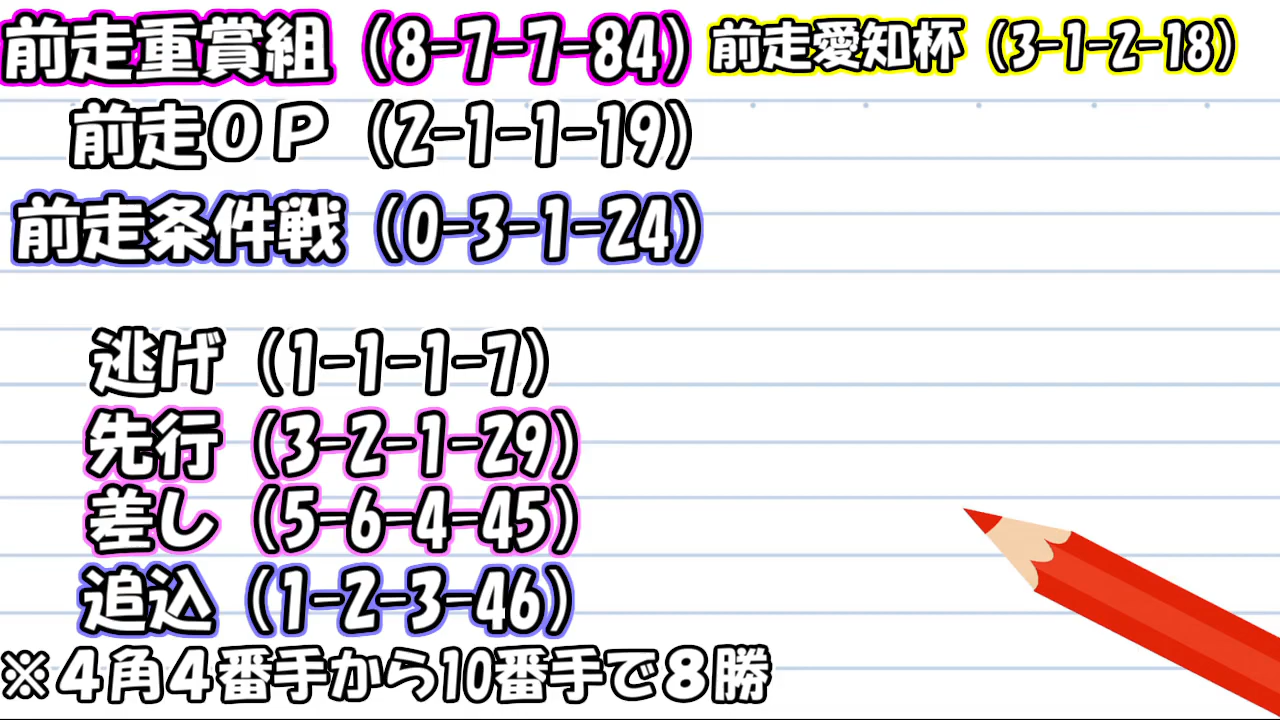 前走重賞組（8-7-7-84）前走愛知杯（3-1-2-18）
前走ＯＰ（2-1-1-19）
前走条件戦（0-3-1-24）
逃げ（1-1-1-7）
先行（3-2-1-29）
差し（5-6-4-45）
追込（1-2-3-46）
※４角４番手から10番手で８勝